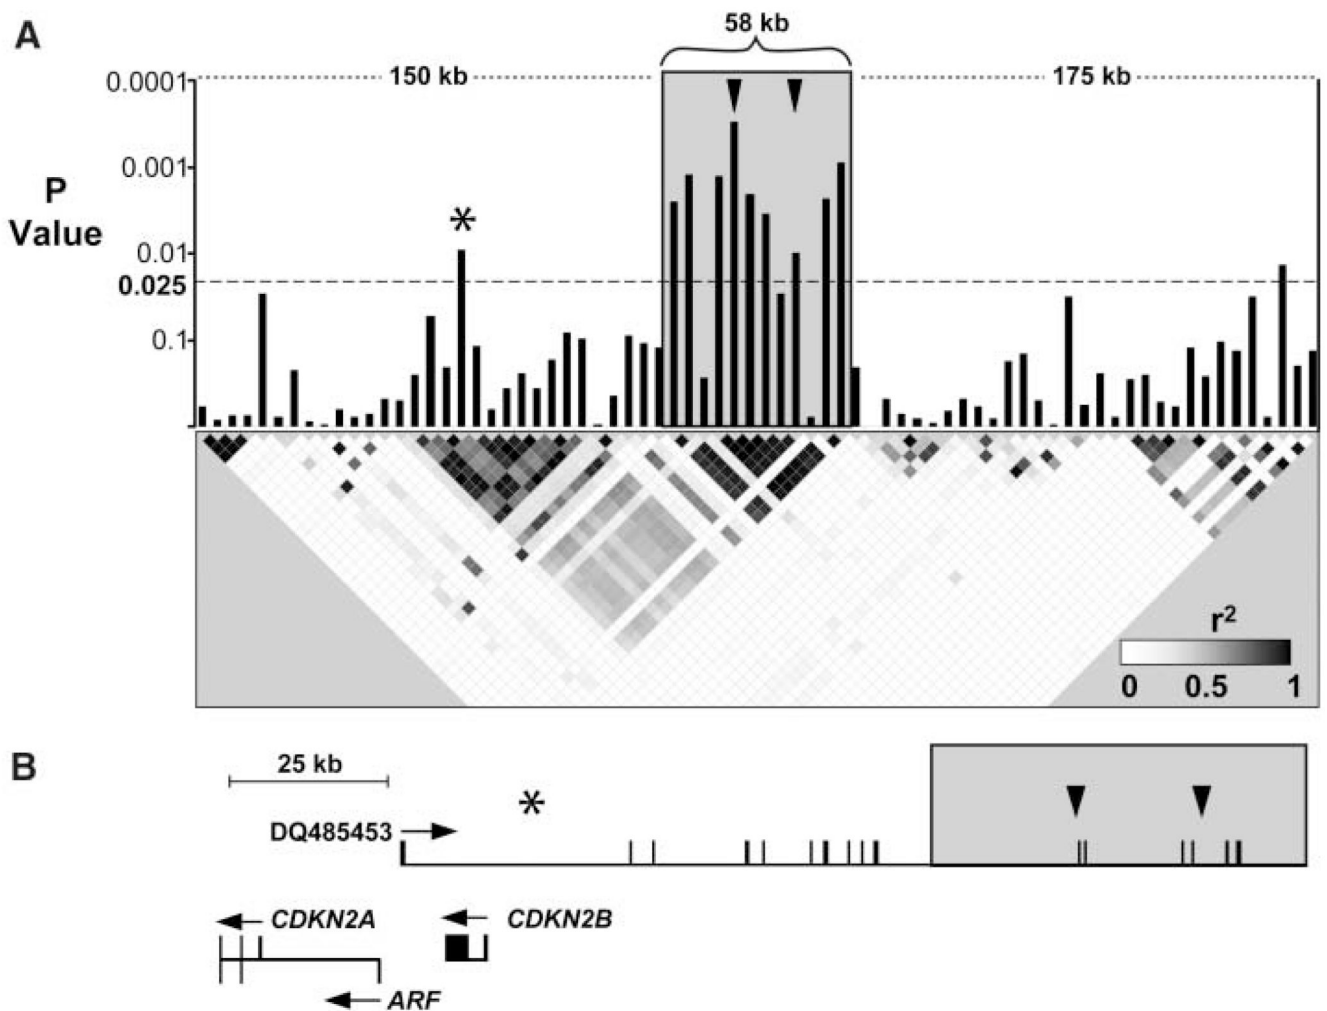 A
58 kb
150 kb
175 kb
0.0001
0.001
P
Value
*
0.01
0.025
0.1
r²
0 0.5 1
B
25 kb
*
DQ485453
CDKN2A
CDKN2B
ARF